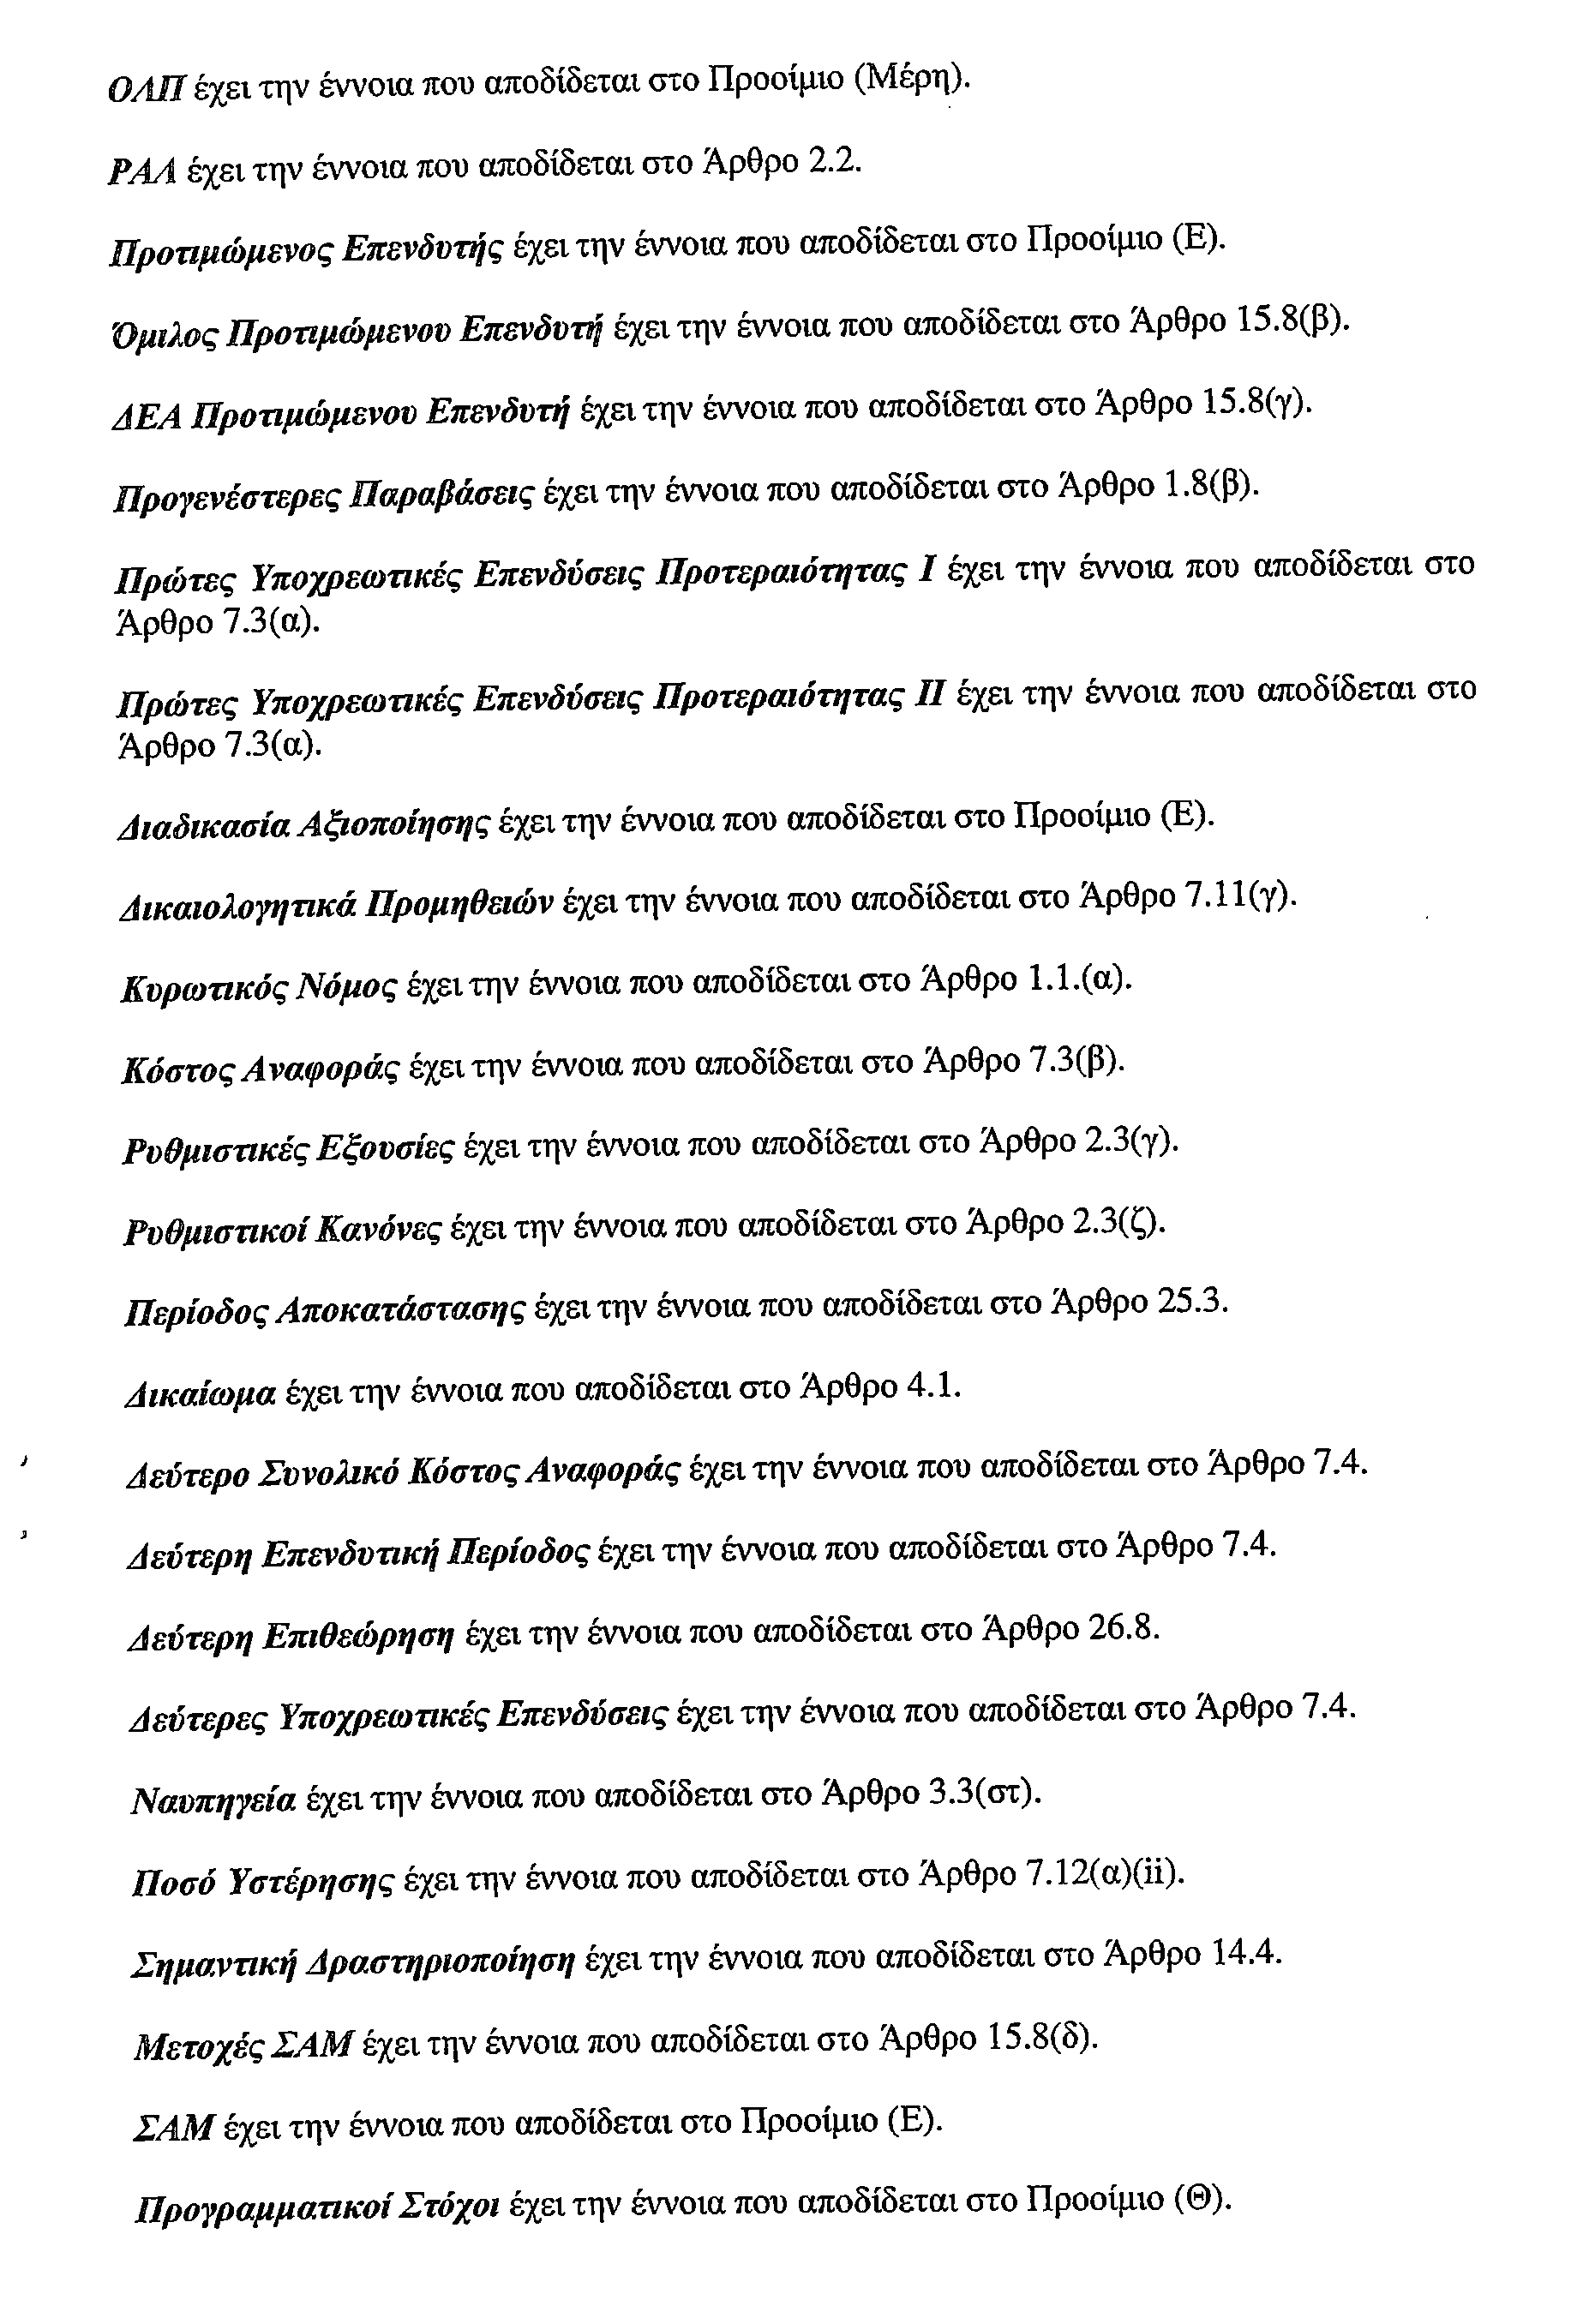 ΟΛΠ έχει την έννοια που αποδίδεται στο Προοίμιο (Μέρη).
ΡΑΛ έχει την έννοια που αποδίδεται στο Άρθρο 2.2.
Προτιμώμενος Επενδυτής έχει την έννοια που αποδίδεται στο Προοίμιο (Ε).
Όμιλος Προτιμώμενου Επενδυτή έχει την έννοια που αποδίδεται στο Άρθρο 15.8(β).
ΔΕΑ Προτιμώμενου Επενδυτή έχει την έννοια που αποδίδεται στο Άρθρο 15.8(γ).
Προγενέστερες Παραβάσεις έχει την έννοια που αποδίδεται στο Άρθρο 1.8(β).
Πρώτες Υποχρεωτικές Επενδύσεις Προτεραιότητας Ι έχει την έννοια που αποδίδεται στο
Άρθρο 7.3(α).
Πρώτες Υποχρεωτικές Επενδύσεις Προτεραιότητας ΙΙ έχει την έννοια που αποδίδεται στο
Άρθρο 7.3(α).
Διαδικασία Αξιοποίησης έχει την έννοια που αποδίδεται στο Προοίμιο (Ε).
Δικαιολογητικά Προμηθειών έχει την έννοια που αποδίδεται στο Άρθρο 7.11(γ).
Κυρωτικός Νόμος έχει την έννοια που αποδίδεται στο Άρθρο 1.1.(α).
Κόστος Αναφοράς έχει την έννοια που αποδίδεται στο Άρθρο 7.3(β).
Ρυθμιστικές Εξουσίες έχει την έννοια που αποδίδεται στο Άρθρο 2.3(γ).
Ρυθμιστικοί Κανόνες έχει την έννοια που αποδίδεται στο Άρθρο 2.3(ζ).
Περίοδος Αποκατάστασης έχει την έννοια που αποδίδεται στο Άρθρο 25.3.
Δικαίωμα έχει την έννοια που αποδίδεται στο Άρθρο 4.1.
Δεύτερο Συνολικό Κόστος Αναφοράς έχει την έννοια που αποδίδεται στο Άρθρο 7.4.
Δεύτερη Επενδυτική Περίοδος έχει την έννοια που αποδίδεται στο Άρθρο 7.4.
Δεύτερη Επιθεώρηση έχει την έννοια που αποδίδεται στο Άρθρο 26.8.
Δεύτερες Υποχρεωτικές Επενδύσεις έχει την έννοια που αποδίδεται στο Άρθρο 7.4.
Ναυπηγεία έχει την έννοια που αποδίδεται στο Άρθρο 3.3(στ).
Ποσό Υστέρησης έχει την έννοια που αποδίδεται στο Άρθρο 7.12(α)(ii).
Σημαντική Δραστηριοποίηση έχει την έννοια που αποδίδεται στο Άρθρο 14.4.
Μετοχές ΣΑΜ έχει την έννοια που αποδίδεται στο Άρθρο 15.8(δ).
ΣΑΜ έχει την έννοια που αποδίδεται στο Προοίμιο (Ε).
Προγραμματικοί Στόχοι έχει την έννοια που αποδίδεται στο Προοίμιο (Θ).